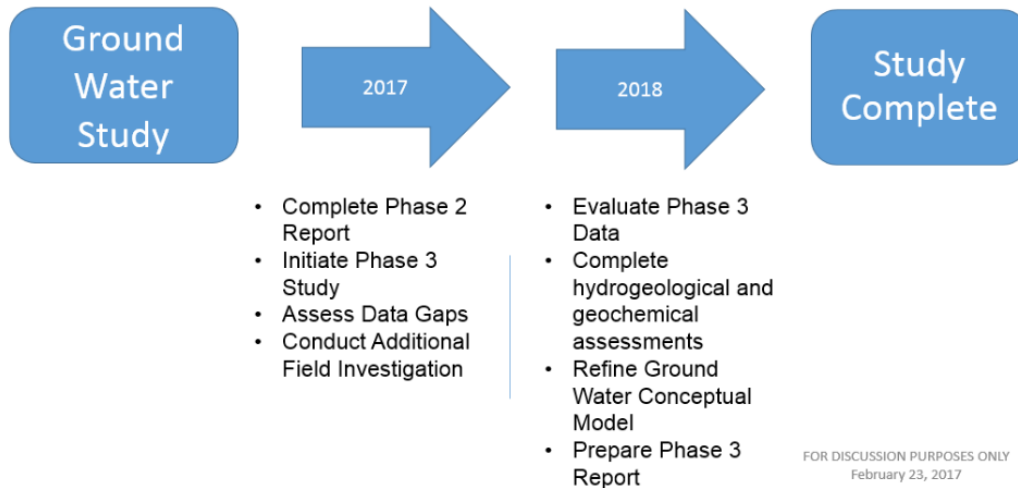 Ground
Water
Study
2017
2018
Study
Complete
• Complete Phase 2
Report
• Initiate Phase 3
Study
• Assess Data Gaps
• Conduct Additional
Field Investigation
• Evaluate Phase 3
Data
• Complete
hydrogeological and
geochemical
assessments
• Refine Ground
Water Conceptual
Model
• Prepare Phase 3
Report
FOR DISCUSSION PURPOSES ONLY
February 23, 2017